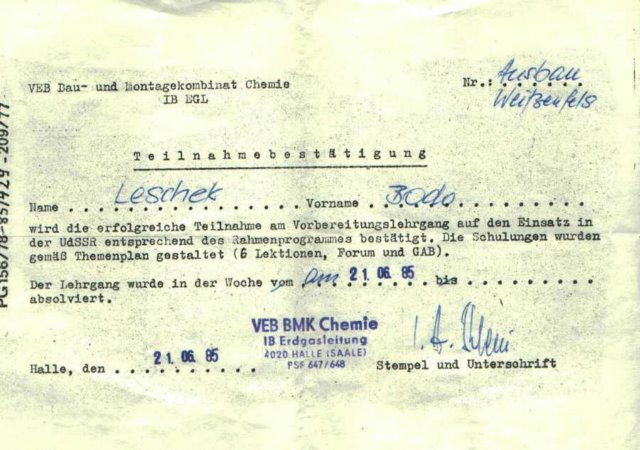 VEB Bau- und Montagekombinat Chemie
IB EGL
Nr.: Ausbau
Weißenfels
Teilnahmebestätigung
Name Leschek Vorname Bodo
wird die erfolgreiche Teilnahme am Vorbereitungslehrgang auf den Einsatz in
der UdSSR entsprechend des Rahmenprogrammes bestätigt. Die Schulungen wurden
gemäß Themenplan gestaltet (6 Lektionen, Forum und GAB).
Der Lehrgang wurde in der Woche vom am 21. 06. 85 bis
absolviert.
VEB BMK Chemie
IB Erdgasleitung
4020 HALLE (SAALE)
PSF 647/648
Halle, den 21. 06. 85
Stempel und Unterschrift
PG 156/78-85/429 -209/77